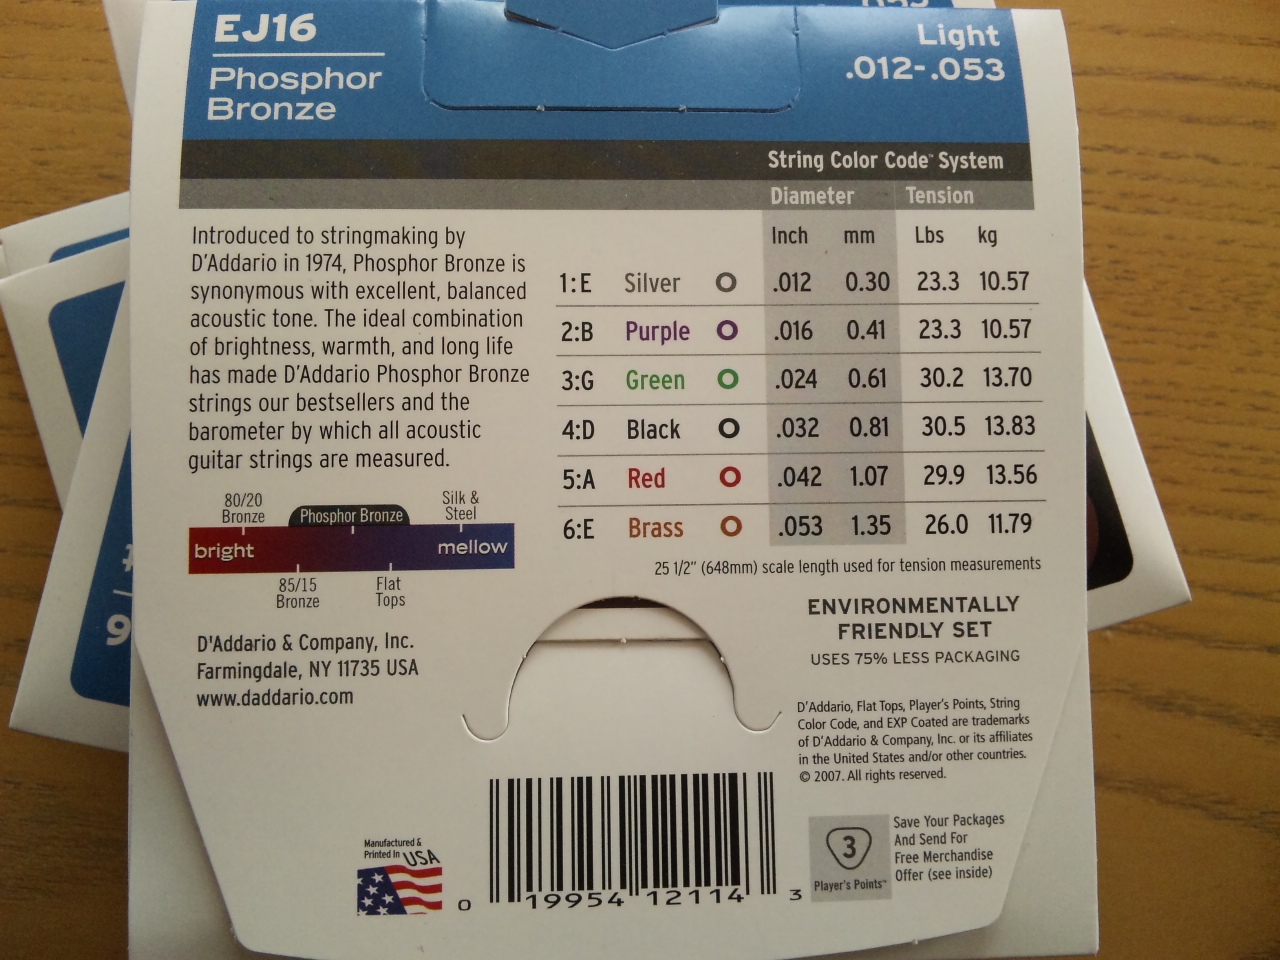 EJ16
Phosphor
Bronze
Light
.012-.053
String Color Code™ System
Diameter Tension
Inch mm Lbs kg
1:E Silver .012 0.30 23.3 10.57
2:B Purple .016 0.41 23.3 10.57
3:G Green .024 0.61 30.2 13.70
4:D Black .032 0.81 30.5 13.83
5:A Red .042 1.07 29.9 13.56
6:E Brass .053 1.35 26.0 11.79
25 1/2” (648mm) scale length used for tension measurements
Introduced to stringmaking by
D'Addario in 1974, Phosphor Bronze is
synonymous with excellent, balanced
acoustic tone. The ideal combination
of brightness, warmth, and long life
has made D'Addario Phosphor Bronze
strings our bestsellers and the
barometer by which all acoustic
guitar strings are measured.
80/20
Bronze
Phosphor Bronze
Silk &
Steel
bright
mellow
85/15
Bronze
Flat
Tops
D'Addario & Company, Inc.
Farmingdale, NY 11735 USA
www.daddario.com
ENVIRONMENTALLY
FRIENDLY SET
USES 75% LESS PACKAGING
D'Addario, Flat Tops, Player's Points, String
Color Code, and EXP Coated are trademarks
of D'Addario & Company, Inc. or its affiliates
in the United States and/or other countries.
© 2007. All rights reserved.
Manufactured &
Printed in USA
0 19954 12114 3
3
Player's Points™
Save Your Packages
And Send For
Free Merchandise
Offer (see inside)
9